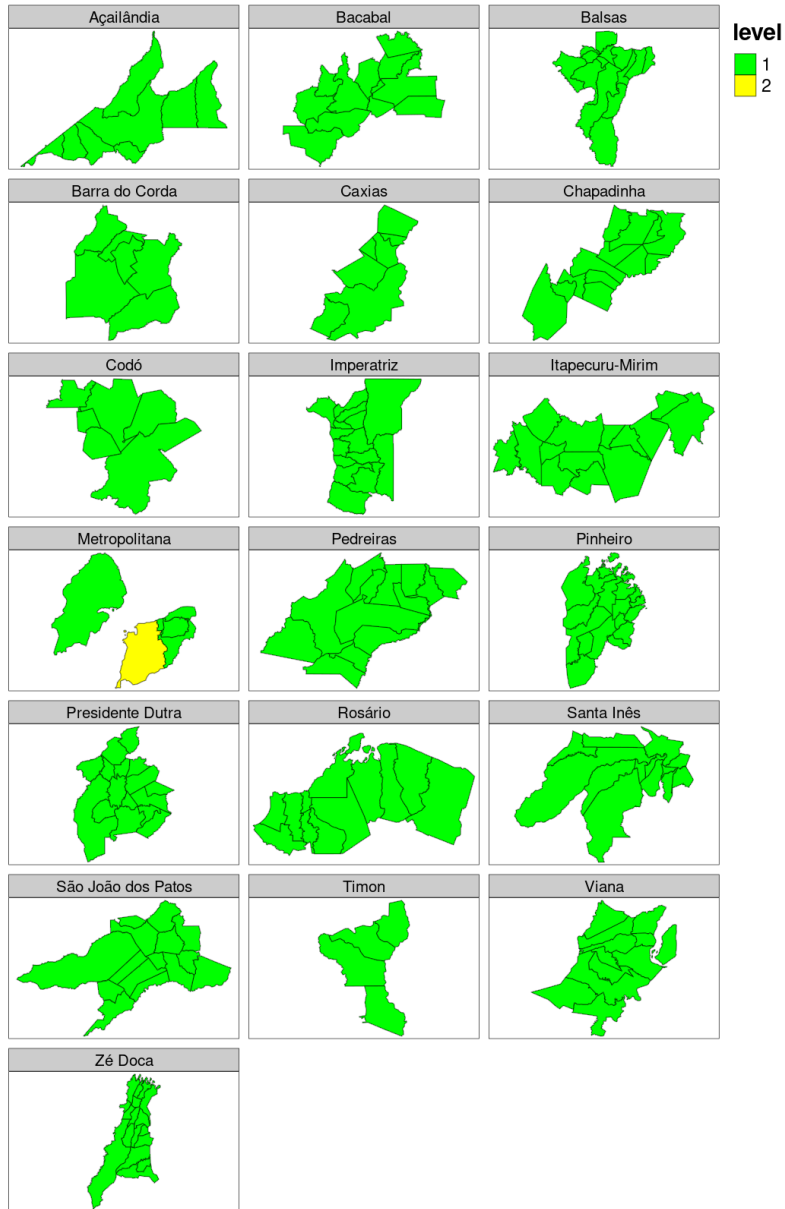 Açailândia
Bacabal
Balsas
level
1
2
Barra do Corda
Caxias
Chapadinha
Codó
Imperatriz
Itapecuru-Mirim
Metropolitana
Pedreiras
Pinheiro
Presidente Dutra
Rosário
Santa Inês
São João dos Patos
Timon
Viana
Zé Doca